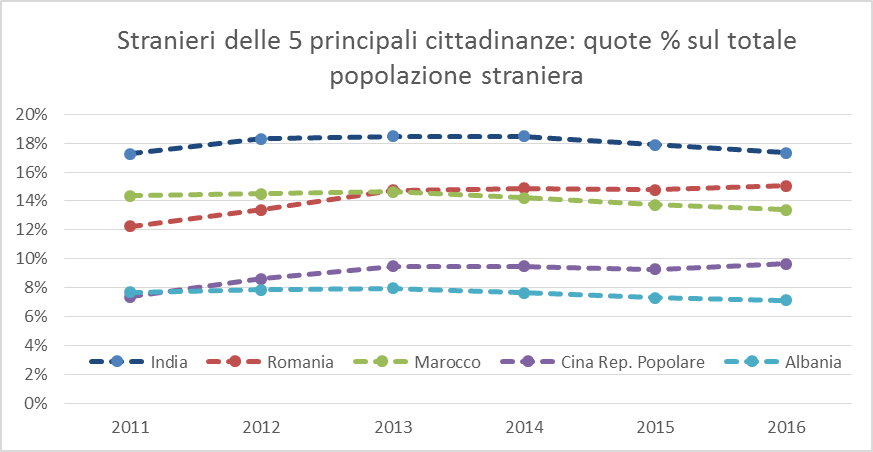 Stranieri delle 5 principali cittadinanze: quote % sul totale
popolazione straniera
20%
18%
16%
14%
12%
10%
8%
6%
4%
2%
0%
India Romania Marocco Cina Rep. Popolare Albania
2011 2012 2013 2014 2015 2016